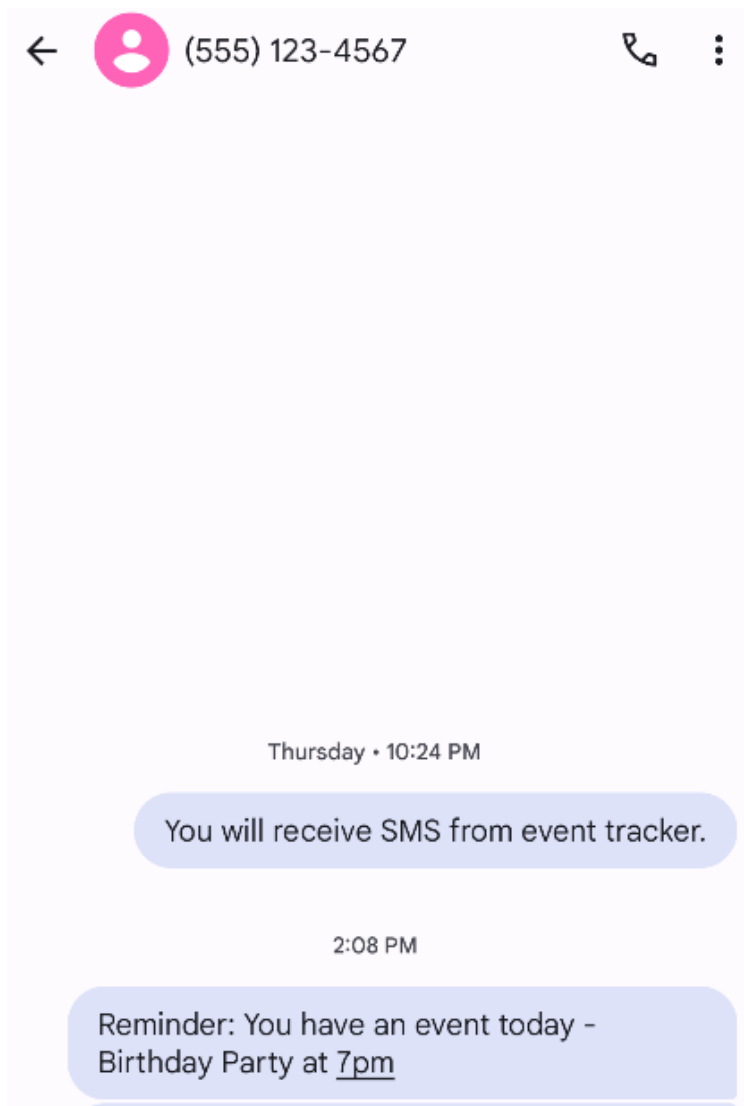 (555) 123-4567
Thursday • 10:24 PM
You will receive SMS from event tracker.
2:08 PM
Reminder: You have an event today -
Birthday Party at 7pm